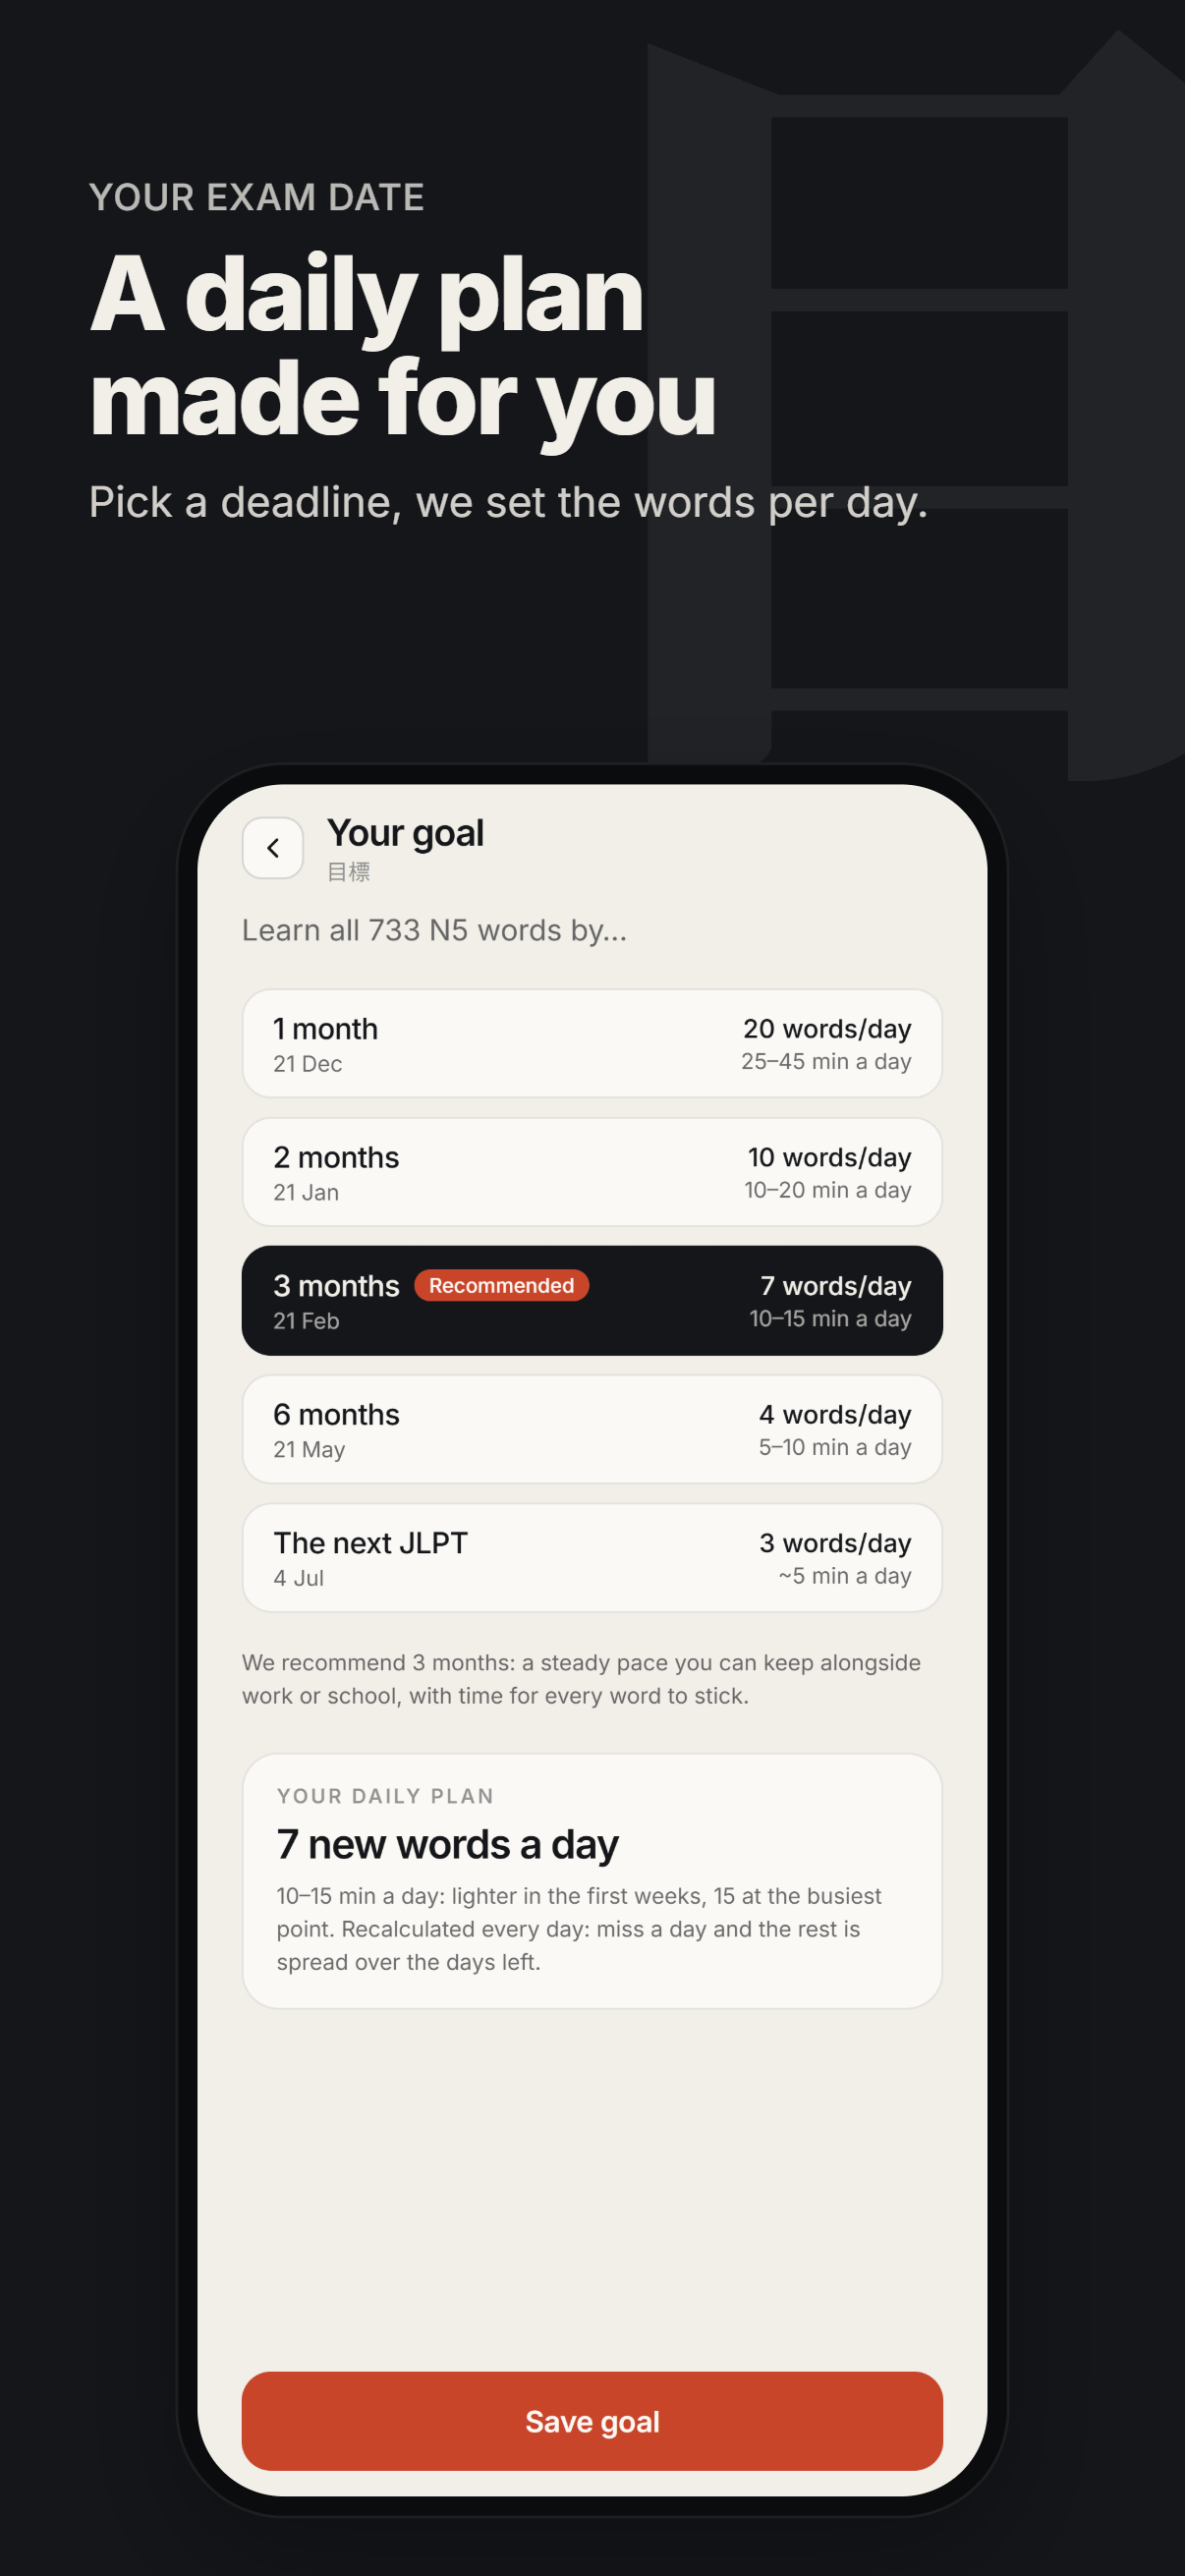 YOUR EXAM DATE
A daily plan
made for you
Pick a deadline, we set the words per day.
Your goal
目標
Learn all 733 N5 words by...
1 month
20 words/day
21 Dec
25–45 min a day
2 months
10 words/day
21 Jan
10–20 min a day
3 months
Recommended
7 words/day
21 Feb
10–15 min a day
6 months
4 words/day
21 May
5–10 min a day
The next JLPT
3 words/day
4 Jul
~5 min a day
We recommend 3 months: a steady pace you can keep alongside
work or school, with time for every word to stick.
YOUR DAILY PLAN
7 new words a day
10–15 min a day: lighter in the first weeks, 15 at the busiest
point. Recalculated every day: miss a day and the rest is
spread over the days left.
Save goal